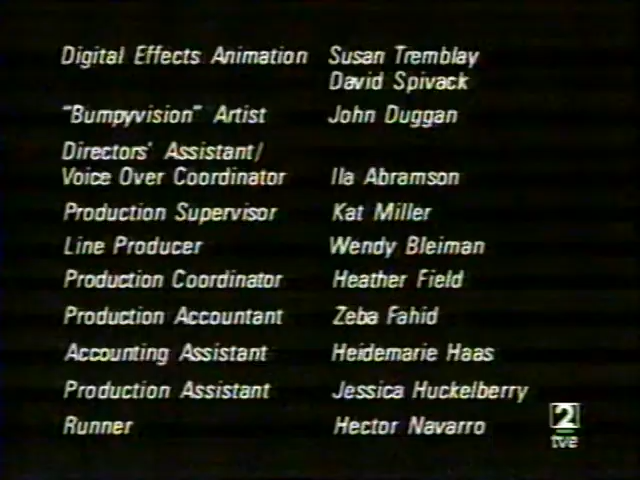 Digital Effects Animation Susan Tremblay
David Spivack
"Bumpyvision" Artist John Duggan
Directors' Assistant/
Voice Over Coordinator Ila Abramson
Production Supervisor Kat Miller
Line Producer Wendy Bleiman
Production Coordinator Heather Field
Production Accountant Zeba Fahid
Accounting Assistant Heidemarie Haas
Production Assistant Jessica Huckelberry
Runner Hector Navarro
2
tve